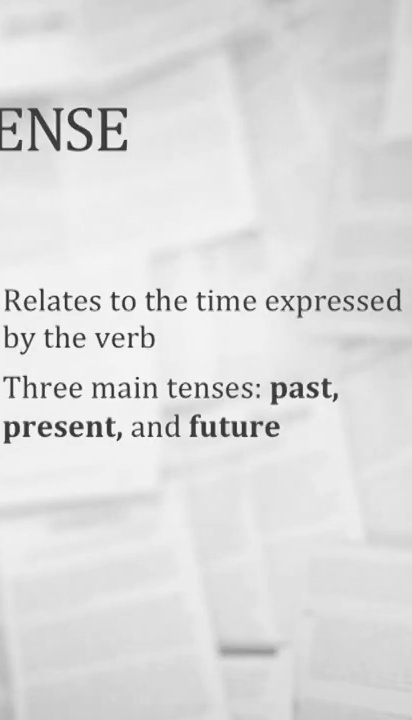 ENSE
Relates to the time expressed
by the verb
Three main tenses: past,
present, and future